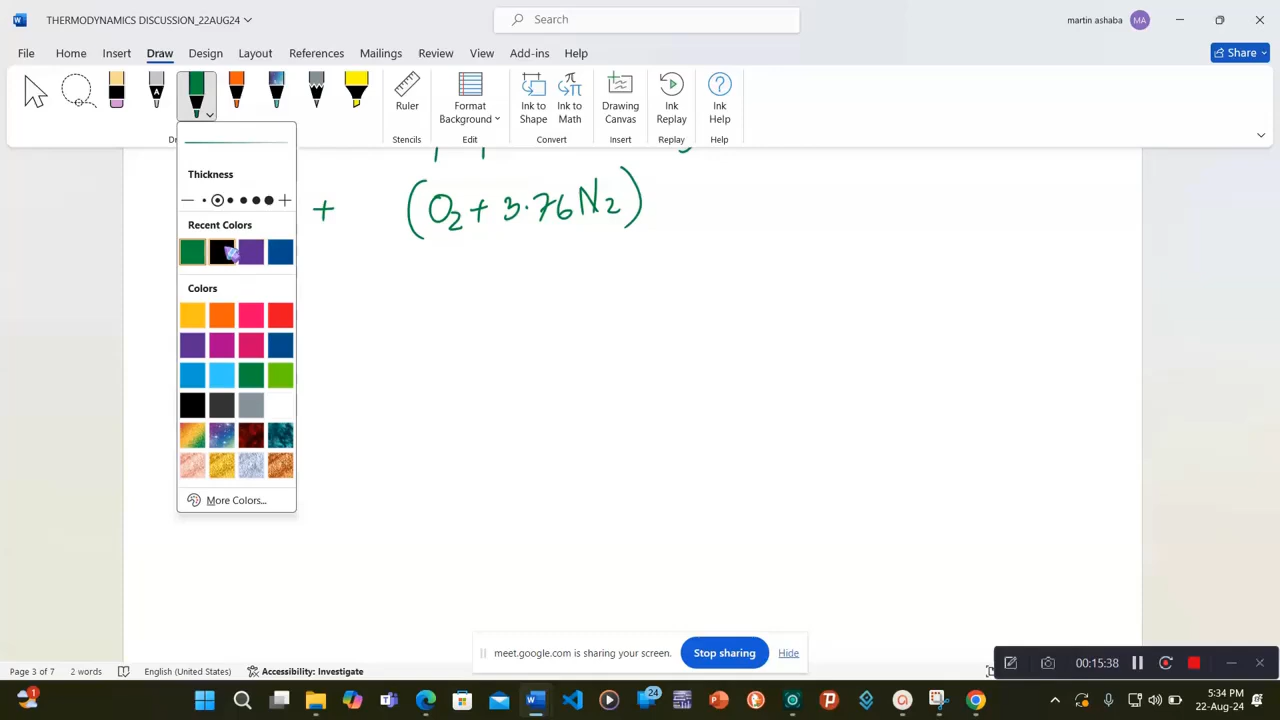 THERMODYNAMICS DISCUSSION_22AUG24
Search
martin ashaba
MA
File Home Insert Draw Design Layout References Mailings Review View Add-ins Help
Share
Ruler
Format Background
Ink to Shape
Ink to Math
Drawing Canvas
Ink Replay
Ink Help
Stencils Edit Convert Insert Replay Help
Thickness
Recent Colors
Colors
More Colors...
+ (O₂ + 3.76 N₂)
meet.google.com is sharing your screen.
Stop sharing
Hide
Page 3 of 7
2 words
English (United States)
Accessibility: Investigate
00:15:38
1
24
5:34 PM
22-Aug-24